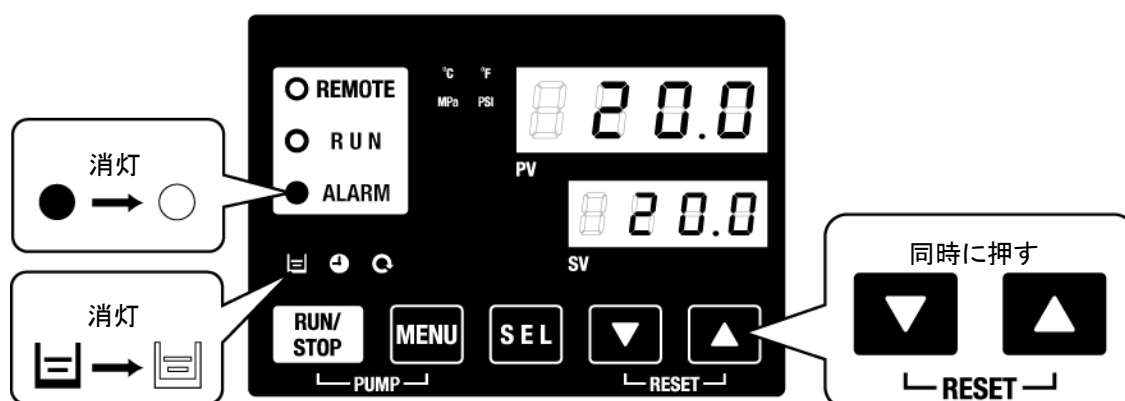 REMOTE
RUN
ALARM
°C °F
MPa PSI
20.0
PV
20.0
SV
消灯
消灯
RUN/
STOP
MENU
SEL
PUMP
RESET
同時に押す
RESET